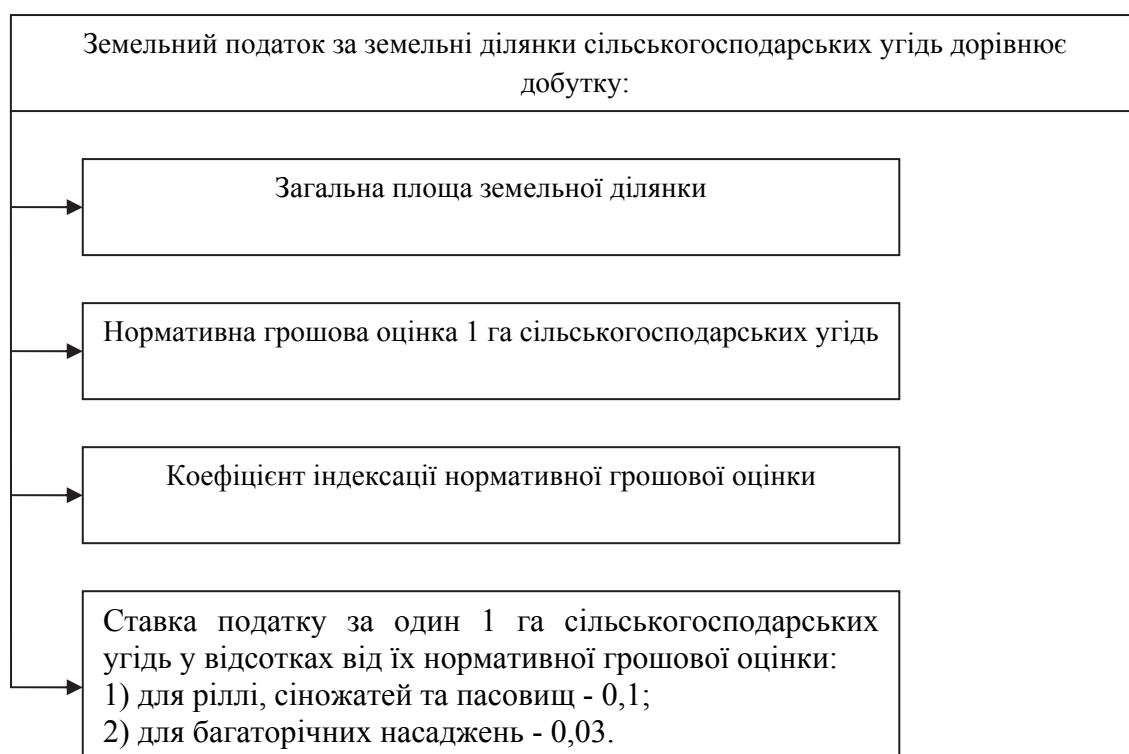 Земельний податок за земельні ділянки сільськогосподарських угідь дорівнює
добутку:
Загальна площа земельної ділянки
Нормативна грошова оцінка 1 га сільськогосподарських угідь
Коефіцієнт індексації нормативної грошової оцінки
Ставка податку за один 1 га сільськогосподарських
угідь у відсотках від їх нормативної грошової оцінки:
1) для ріллі, сіножатей та пасовищ - 0,1;
2) для багаторічних насаджень - 0,03.